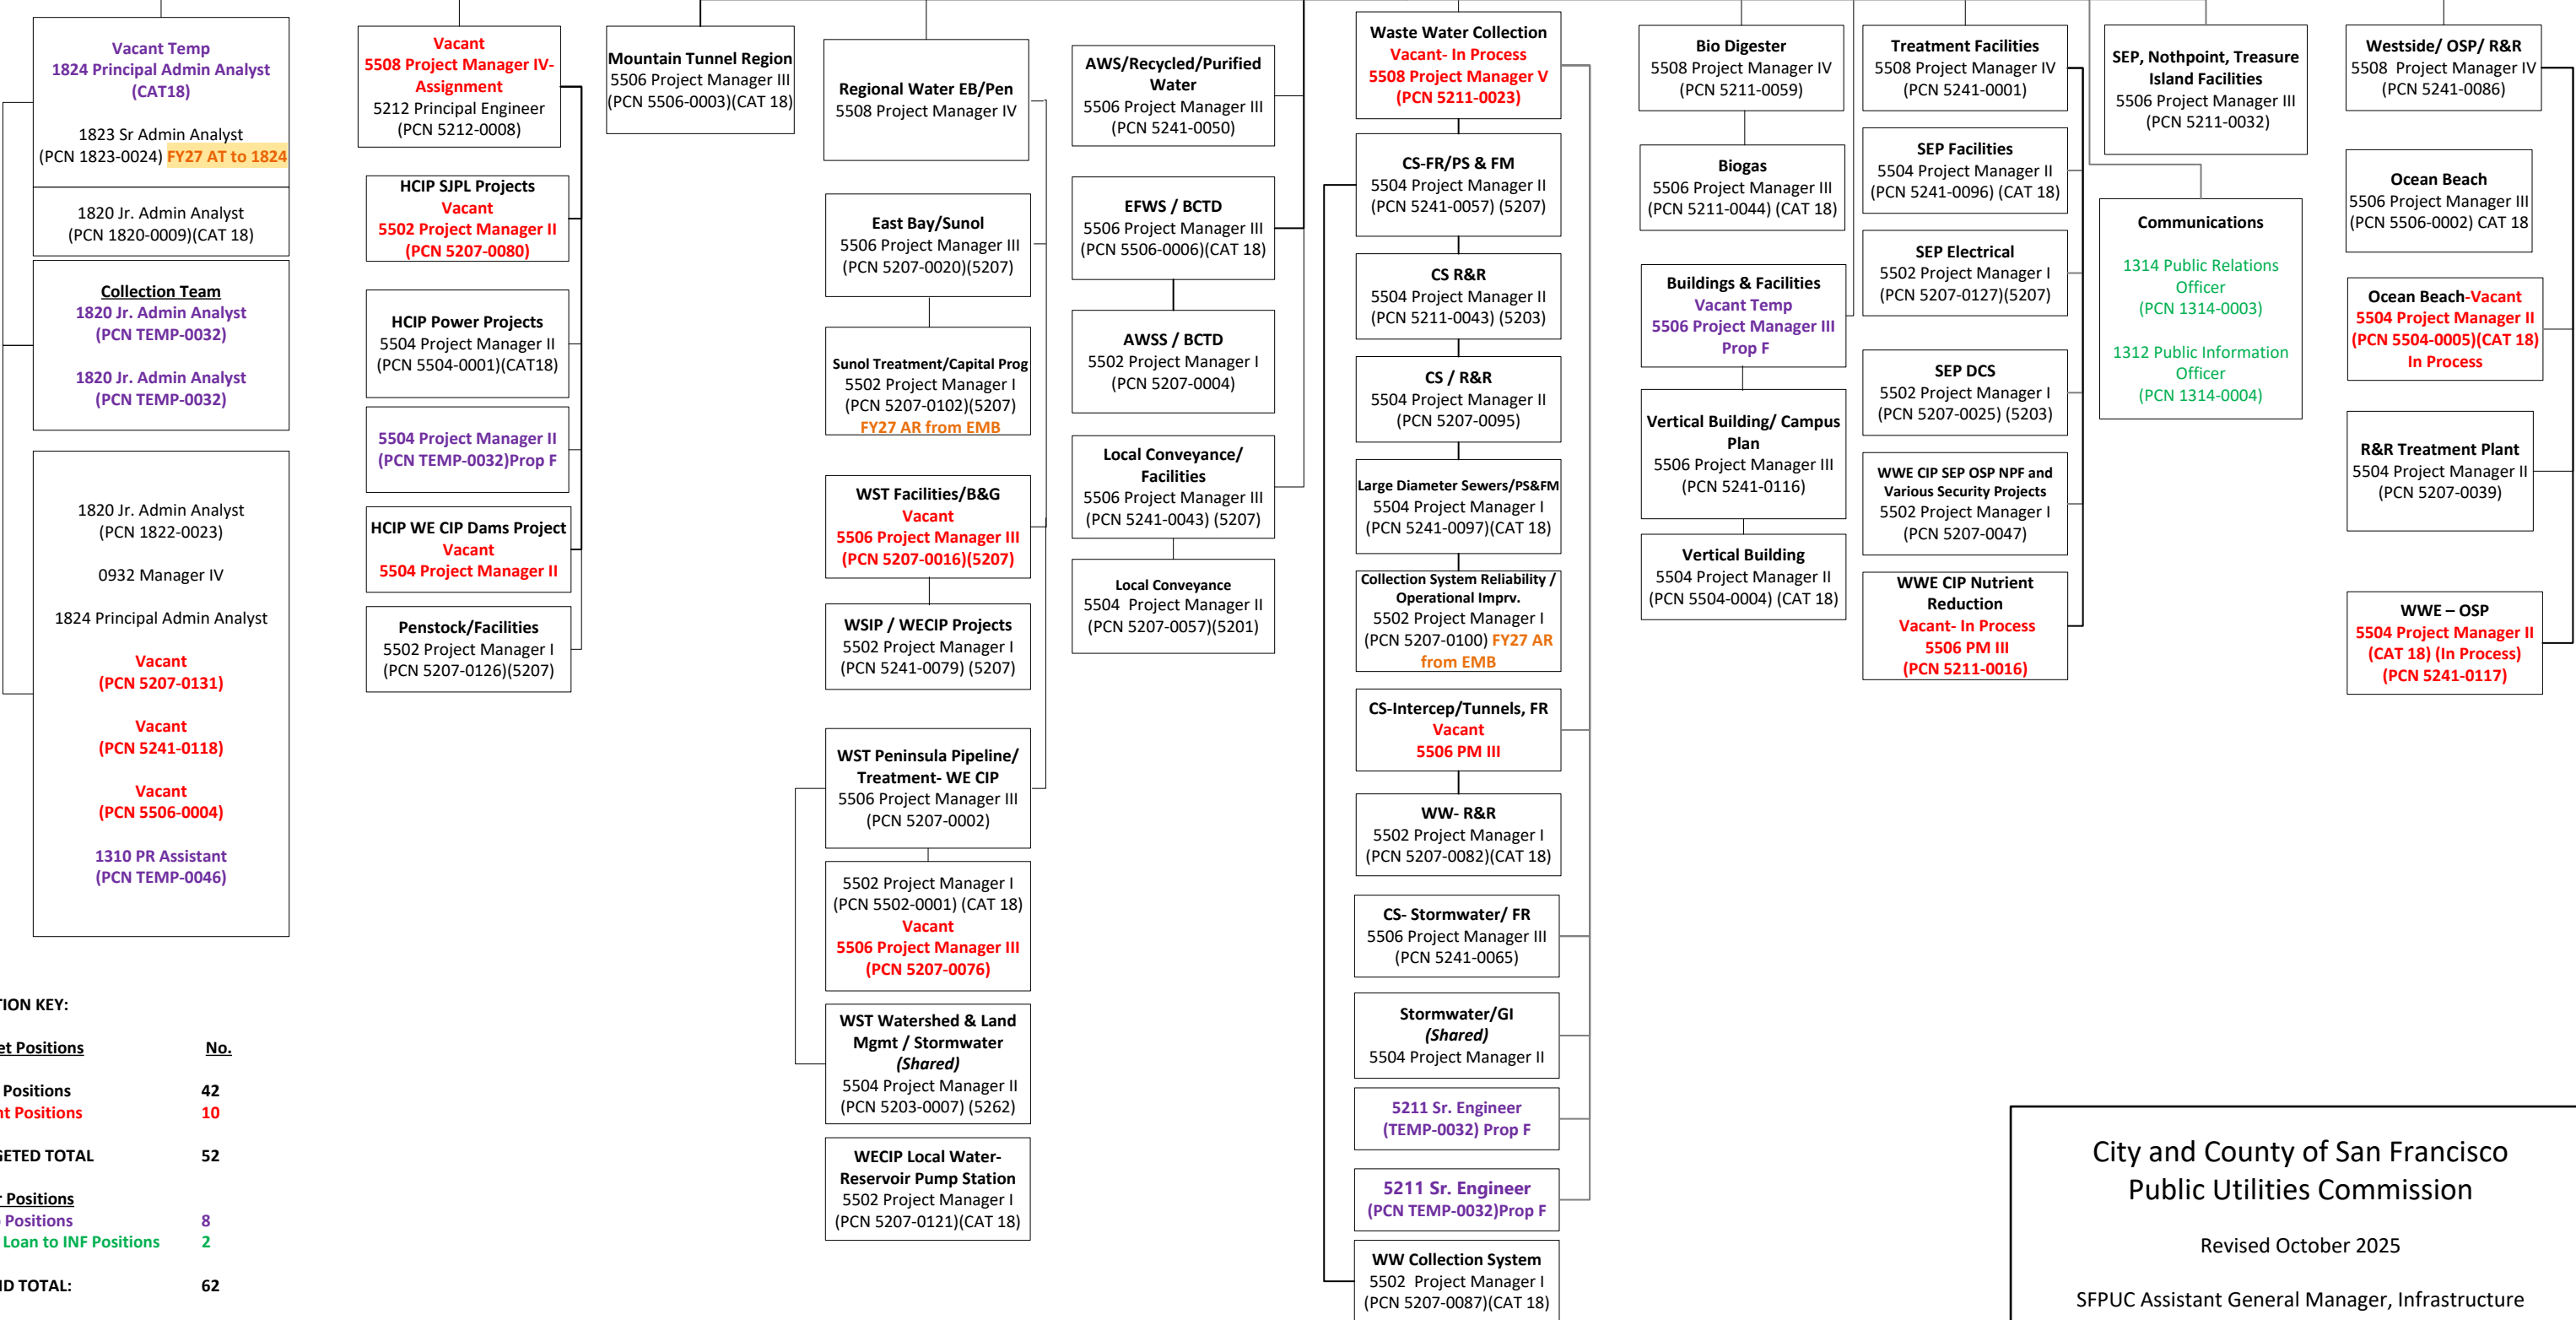 Vacant Temp
1824 Principal Admin Analyst
(CAT18)
1823 Sr Admin Analyst
(PCN 1823-0024) FY27 AT to 1824
1820 Jr. Admin Analyst
(PCN 1820-0009)(CAT 18)
Collection Team
1820 Jr. Admin Analyst
(PCN TEMP-0032)
1820 Jr. Admin Analyst
(PCN TEMP-0032)
1820 Jr. Admin Analyst
(PCN 1822-0023)
0932 Manager IV
1824 Principal Admin Analyst
Vacant
(PCN 5207-0131)
Vacant
(PCN 5241-0118)
Vacant
(PCN 5506-0004)
1310 PR Assistant
(PCN TEMP-0046)
TION KEY:
et Positions No.
Positions 42
nt Positions 10
GETED TOTAL 52
r Positions
Positions 8
Loan to INF Positions 2
ND TOTAL: 62
Vacant
5508 Project Manager IV-
Assignment
5212 Principal Engineer
(PCN 5212-0008)
HCIP SJPL Projects
Vacant
5502 Project Manager II
(PCN 5207-0080)
HCIP Power Projects
5504 Project Manager II
(PCN 5504-0001)(CAT18)
5504 Project Manager II
(PCN TEMP-0032)Prop F
HCIP WE CIP Dams Project
Vacant
5504 Project Manager II
Penstock/Facilities
5502 Project Manager I
(PCN 5207-0126)(5207)
Mountain Tunnel Region
5506 Project Manager III
(PCN 5506-0003)(CAT 18)
Regional Water EB/Pen
5508 Project Manager IV
East Bay/Sunol
5506 Project Manager III
(PCN 5207-0020)(5207)
Sunol Treatment/Capital Prog
5502 Project Manager I
(PCN 5207-0102)(5207)
FY27 AR from EMB
WST Facilities/B&G
Vacant
5506 Project Manager III
(PCN 5207-0016)(5207)
WSIP / WECIP Projects
5502 Project Manager I
(PCN 5241-0079) (5207)
WST Peninsula Pipeline/
Treatment- WE CIP
5506 Project Manager III
(PCN 5207-0002)
5502 Project Manager I
(PCN 5502-0001) (CAT 18)
Vacant
5506 Project Manager III
(PCN 5207-0076)
WST Watershed & Land
Mgmt / Stormwater
(Shared)
5504 Project Manager II
(PCN 5203-0007) (5262)
WECIP Local Water-
Reservoir Pump Station
5502 Project Manager I
(PCN 5207-0121)(CAT 18)
AWS/Recycled/Purified
Water
5506 Project Manager III
(PCN 5241-0050)
EFWS / BCTD
5506 Project Manager III
(PCN 5506-0006)(CAT 18)
AWSS / BCTD
5502 Project Manager I
(PCN 5207-0004)
Local Conveyance/
Facilities
5506 Project Manager III
(PCN 5241-0043) (5207)
Local Conveyance
5504 Project Manager II
(PCN 5207-0057)(5201)
Waste Water Collection
Vacant- In Process
5508 Project Manager V
(PCN 5211-0023)
CS-FR/PS & FM
5504 Project Manager II
(PCN 5241-0057) (5207)
CS R&R
5504 Project Manager II
(PCN 5211-0043) (5203)
CS / R&R
5504 Project Manager II
(PCN 5207-0095)
Large Diameter Sewers/PS&FM
5504 Project Manager I
(PCN 5241-0097)(CAT 18)
Collection System Reliability /
Operational Imprv.
5502 Project Manager I
(PCN 5207-0100) FY27 AR
from EMB
CS-Intercep/Tunnels, FR
Vacant
5506 PM III
WW- R&R
5502 Project Manager I
(PCN 5207-0082)(CAT 18)
CS- Stormwater/ FR
5506 Project Manager III
(PCN 5241-0065)
Stormwater/GI
(Shared)
5504 Project Manager II
5211 Sr. Engineer
(TEMP-0032) Prop F
5211 Sr. Engineer
(PCN TEMP-0032)Prop F
WW Collection System
5502 Project Manager I
(PCN 5207-0087)(CAT 18)
Bio Digester
5508 Project Manager IV
(PCN 5211-0059)
Biogas
5506 Project Manager III
(PCN 5211-0044) (CAT 18)
Buildings & Facilities
Vacant Temp
5506 Project Manager III
Prop F
Vertical Building/ Campus
Plan
5506 Project Manager III
(PCN 5241-0116)
Vertical Building
5504 Project Manager II
(PCN 5504-0004) (CAT 18)
Treatment Facilities
5508 Project Manager IV
(PCN 5241-0001)
SEP Facilities
5504 Project Manager II
(PCN 5241-0096) (CAT 18)
SEP Electrical
5502 Project Manager I
(PCN 5207-0127)(5207)
SEP DCS
5502 Project Manager I
(PCN 5207-0025) (5203)
WWE CIP SEP OSP NPF and
Various Security Projects
5502 Project Manager I
(PCN 5207-0047)
WWE CIP Nutrient
Reduction
Vacant- In Process
5506 PM III
(PCN 5211-0016)
SEP, Nothpoint, Treasure
Island Facilities
5506 Project Manager III
(PCN 5211-0032)
Communications
1314 Public Relations
Officer
(PCN 1314-0003)
1312 Public Information
Officer
(PCN 1314-0004)
Westside/ OSP/ R&R
5508 Project Manager IV
(PCN 5241-0086)
Ocean Beach
5506 Project Manager III
(PCN 5506-0002) CAT 18
Ocean Beach-Vacant
5504 Project Manager II
(PCN 5504-0005)(CAT 18)
In Process
R&R Treatment Plant
5504 Project Manager II
(PCN 5207-0039)
WWE – OSP
5504 Project Manager II
(CAT 18) (In Process)
(PCN 5241-0117)
City and County of San Francisco
Public Utilities Commission
Revised October 2025
SFPUC Assistant General Manager, Infrastructure